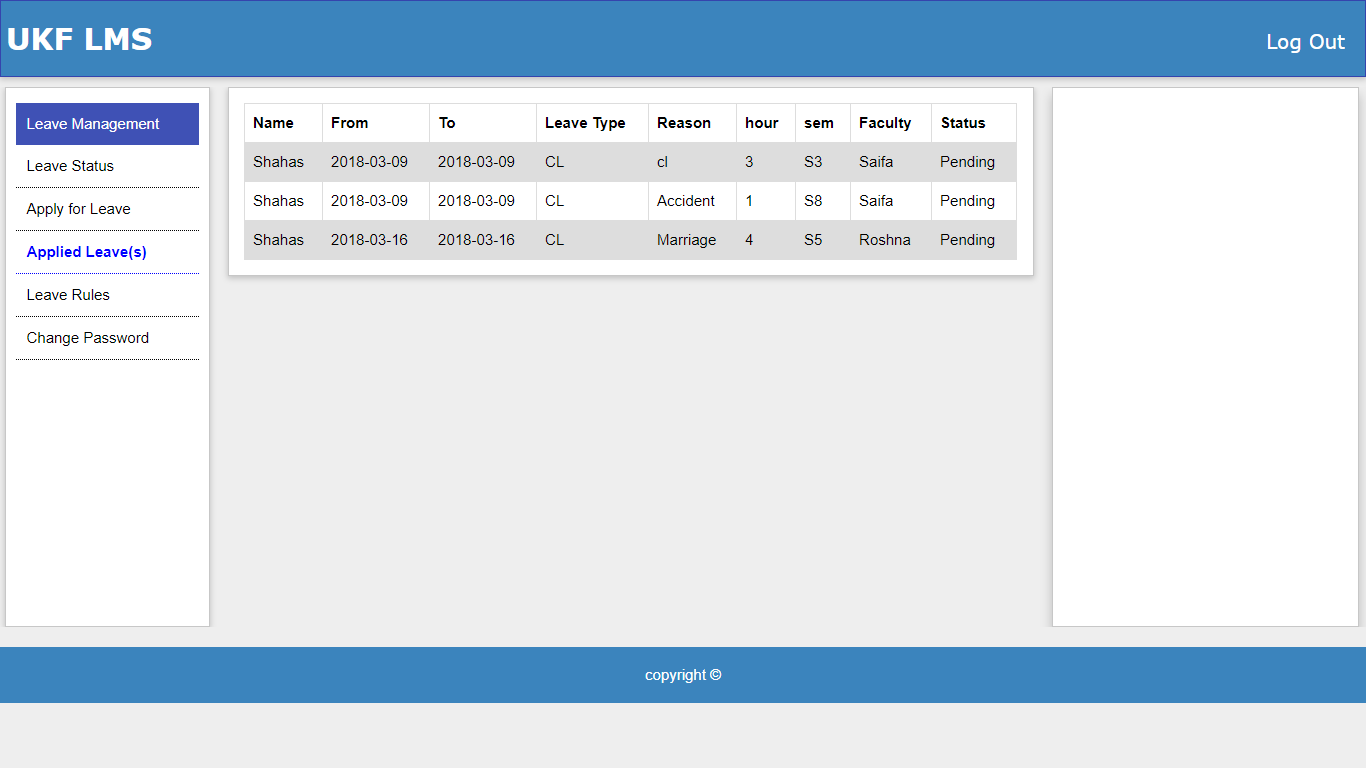 UKF LMS
Log Out
Leave Management
Leave Status
Apply for Leave
Applied Leave(s)
Leave Rules
Change Password
Name From To Leave Type Reason hour sem Faculty Status
Shahas 2018-03-09 2018-03-09 CL cl 3 S3 Saifa Pending
Shahas 2018-03-09 2018-03-09 CL Accident 1 S8 Saifa Pending
Shahas 2018-03-16 2018-03-16 CL Marriage 4 S5 Roshna Pending
copyright ©